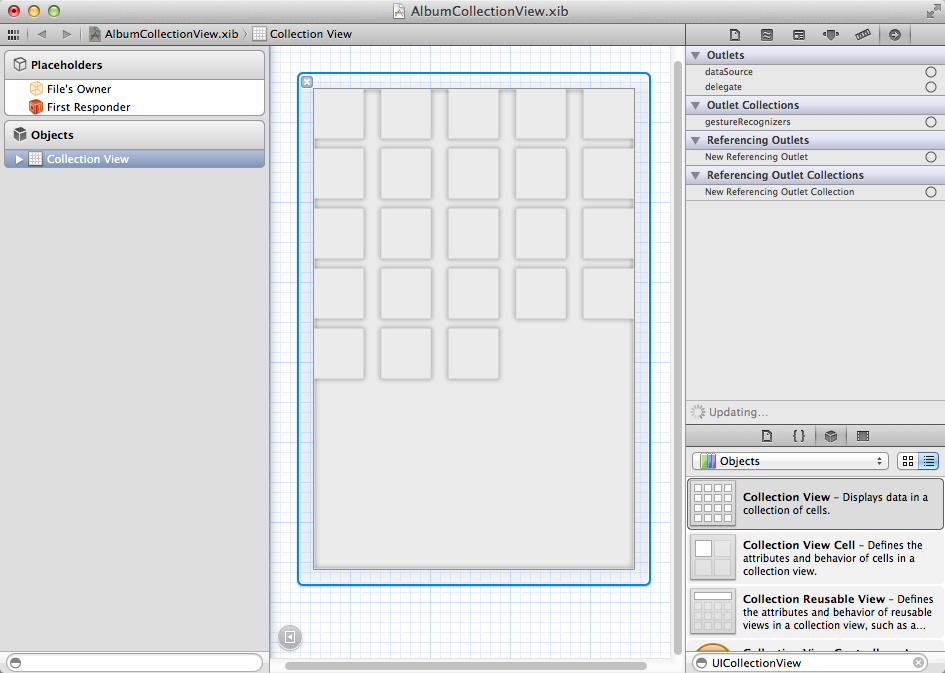 AlbumCollectionView.xib
AlbumCollectionView.xib
Collection View
Placeholders
File's Owner
First Responder
Objects
Collection View
Outlets
dataSource
delegate
Outlet Collections
gestureRecognizers
Referencing Outlets
New Referencing Outlet
Referencing Outlet Collections
New Referencing Outlet Collection
Updating...
{ }
Objects
Collection View – Displays data in a
collection of cells.
Collection View Cell – Defines the
attributes and behavior of cells in a
collection view.
Collection Reusable View – Defines
the attributes and behavior of reusable
views in a collection view, such as a...
UICollectionView